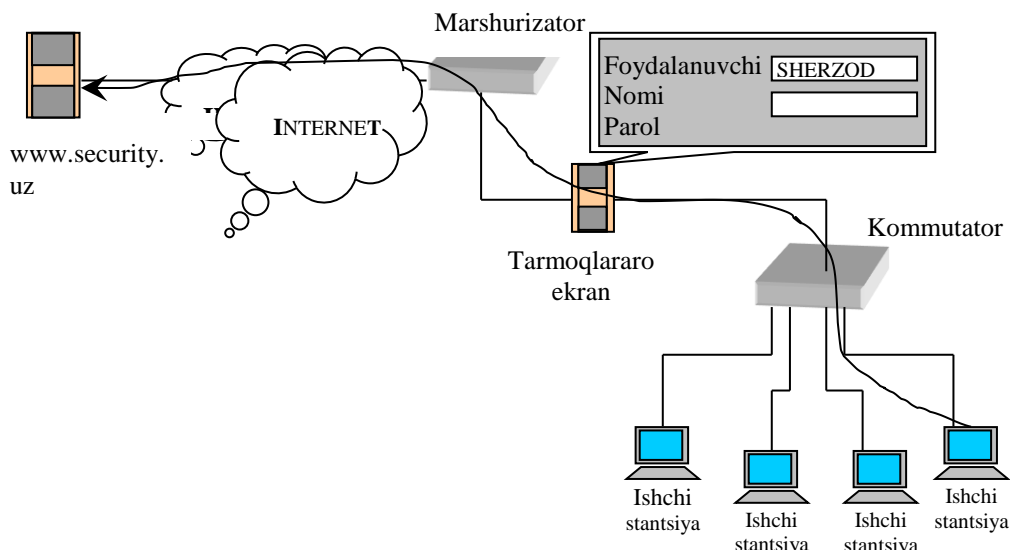 Marshurizator
Foydalanuvchi
Nomi
Parol
SHERZOD
www.security.
uz
INTERNET
Tarmoqlararo
ekran
Kommutator
Ishchi
stantsiya
Ishchi
stantsiya
Ishchi
stantsiya
Ishchi
stantsiya